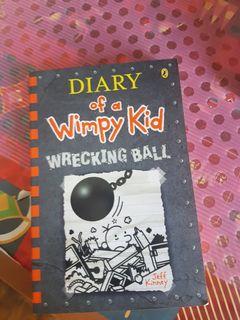 DIARY
of a
Wimpy Kid
WRECKING BALL
Jeff
Kinney